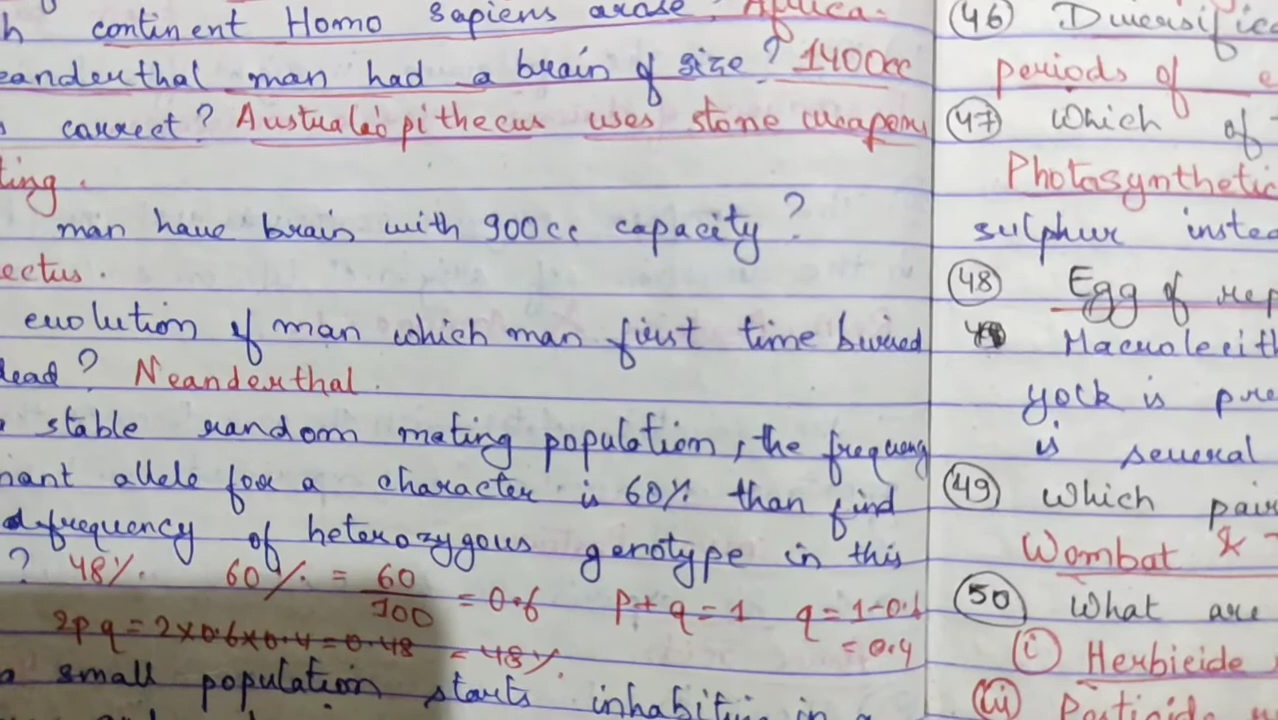 continent Homo sapiens arose. Africa.
eanderthal man had a brain of size? 1400cc
s correct? Australopithecus uses stone weapons
ting.
man have brain with 900cc capacity?
ectus.
evolution of man which man first time buried
dead? Neanderthal.
stable random mating population, the frequency
nant allele for a character is 60% than find
frequency of heterozygous genotype in this
? 48%. 60% = 60/100 = 0.6 p+q=1 q=1-0.6
2pq = 2×0.6×0.4 = 0.48 = 48%. = 0.4
a small population starts inhabiting in a
(46) Diversific
periods of e
(47) Which of
Photosynthetic
sulphur inste
(48) Egg of rep
Macrolecith
yolk is pre
is several
(49) Which pair
Wombat &
(50) What are
(i) Herbicide
(iii)